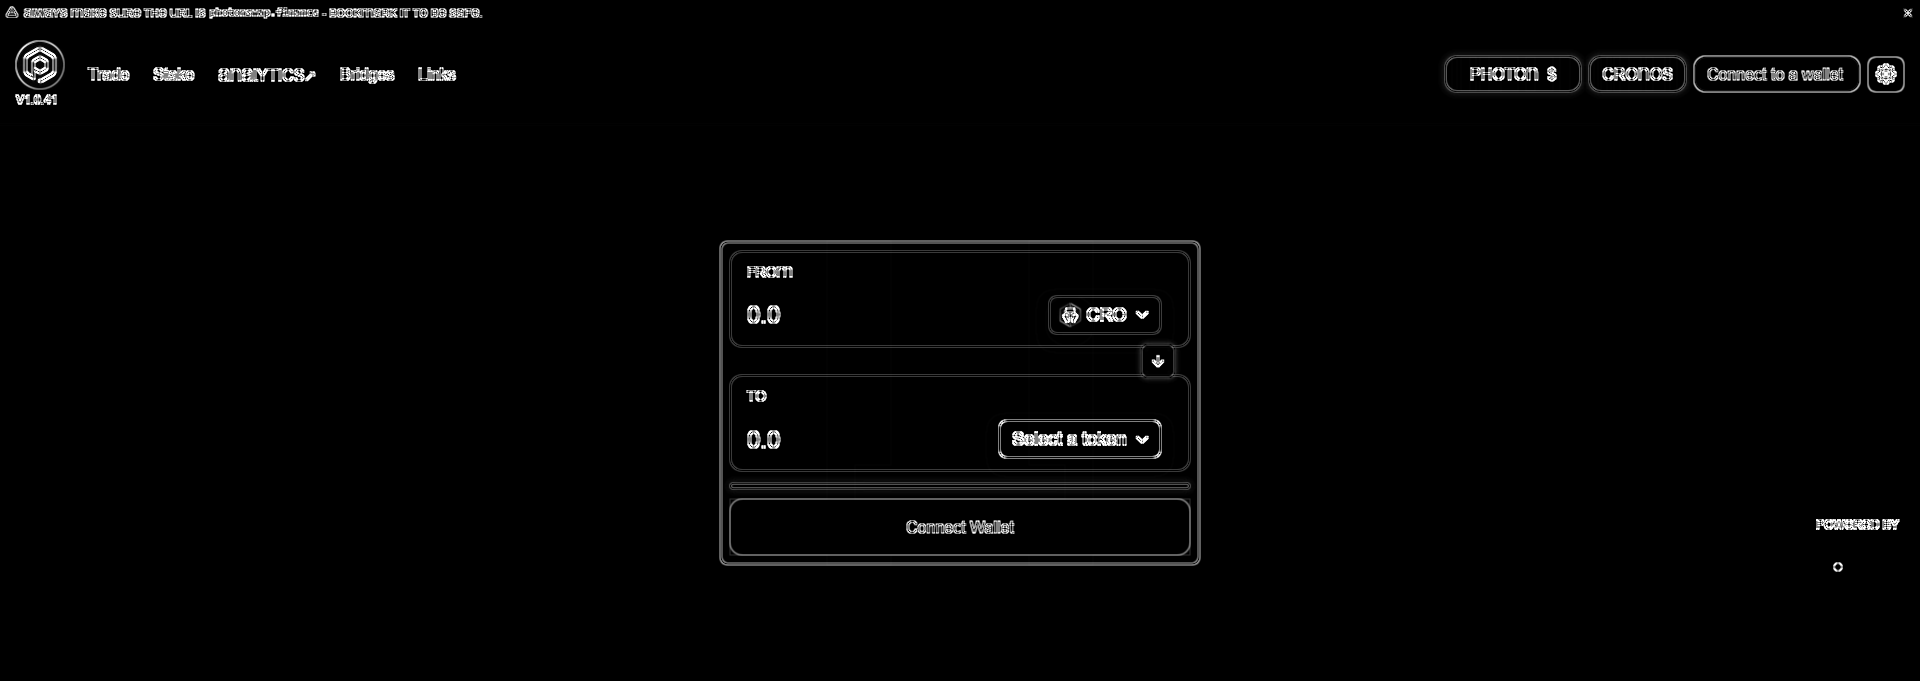 ALWAYS MAKE SURE THE URL IS photonswap.finance - BOOKMARK IT TO BE SAFE.
Trade Stake ANALYTICS↗ Bridges Links
PHOTON $ CRONOS Connect to a wallet
V1.0.41
FROM
0.0 CRO
TO
0.0 Select a token
Connect Wallet
POWERED BY